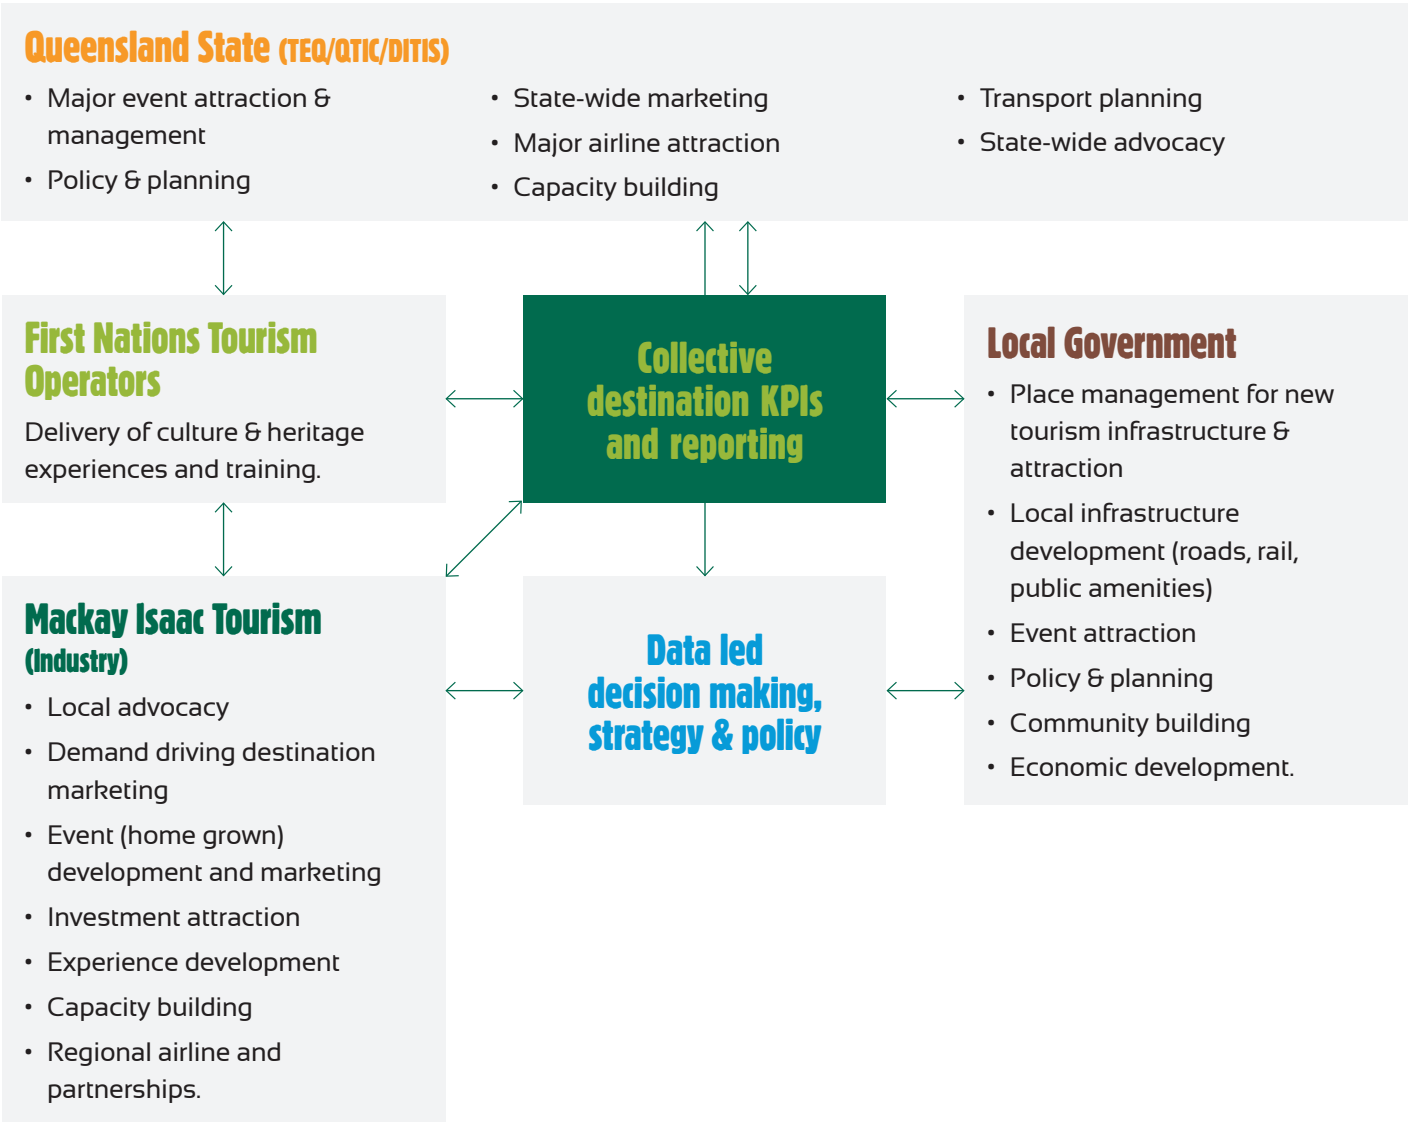 Queensland State (TEQ/QTIC/DITIS)
• Major event attraction &
management
• Policy & planning
• State-wide marketing
• Major airline attraction
• Capacity building
• Transport planning
• State-wide advocacy
First Nations Tourism
Operators
Delivery of culture & heritage
experiences and training.
Collective
destination KPIs
and reporting
Local Government
• Place management for new
tourism infrastructure &
attraction
• Local infrastructure
development (roads, rail,
public amenities)
• Event attraction
• Policy & planning
• Community building
• Economic development.
Mackay Isaac Tourism
(Industry)
• Local advocacy
• Demand driving destination
marketing
• Event (home grown)
development and marketing
• Investment attraction
• Experience development
• Capacity building
• Regional airline and
partnerships.
Data led
decision making,
strategy & policy